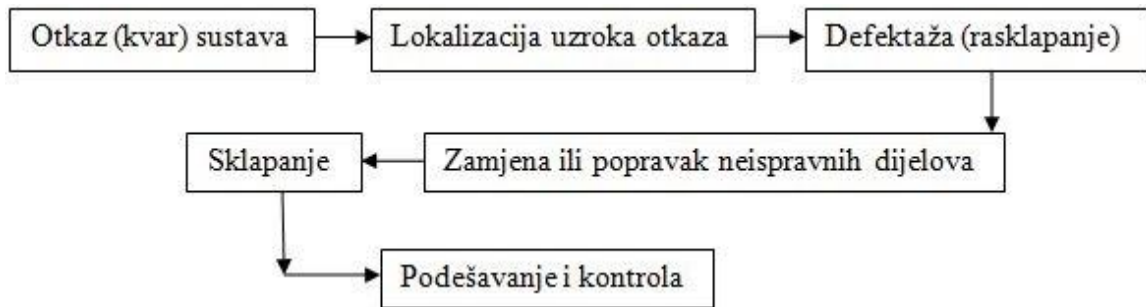 Otkaz (kvar) sustava
Lokalizacija uzroka otkaza
Defektaža (rasklapanje)
Zamjena ili popravak neispravnih dijelova
Sklapanje
Podešavanje i kontrola